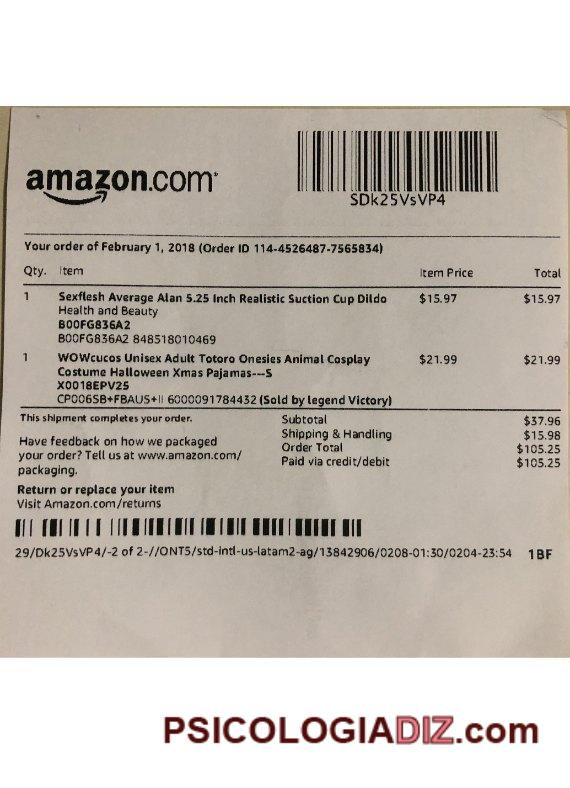 amazon.com
SDk25VsVP4
Your order of February 1, 2018 (Order ID 114-4526487-7565834)
Qty. Item Item Price Total
1 Sexflesh Average Alan 5.25 Inch Realistic Suction Cup Dildo $15.97 $15.97
Health and Beauty
B00FG836A2
B00FG836A2 848518010469
1 WOWcucos Unisex Adult Totoro Onesies Animal Cosplay $21.99 $21.99
Costume Halloween Xmas Pajamas---S
X0018EPV25
CP006SB+FBAUS+II 6000091784432 (Sold by legend Victory)
This shipment completes your order.
Have feedback on how we packaged
your order? Tell us at www.amazon.com/
packaging.
Subtotal $37.96
Shipping & Handling $15.98
Order Total $105.25
Paid via credit/debit $105.25
Return or replace your item
Visit Amazon.com/returns
29/Dk25VsVP4/-2 of 2-//ONT5/std-intl-us-latam2-ag/13842906/0208-01:30/0204-23:54 1BF
PSICOLOGIADIZ.com